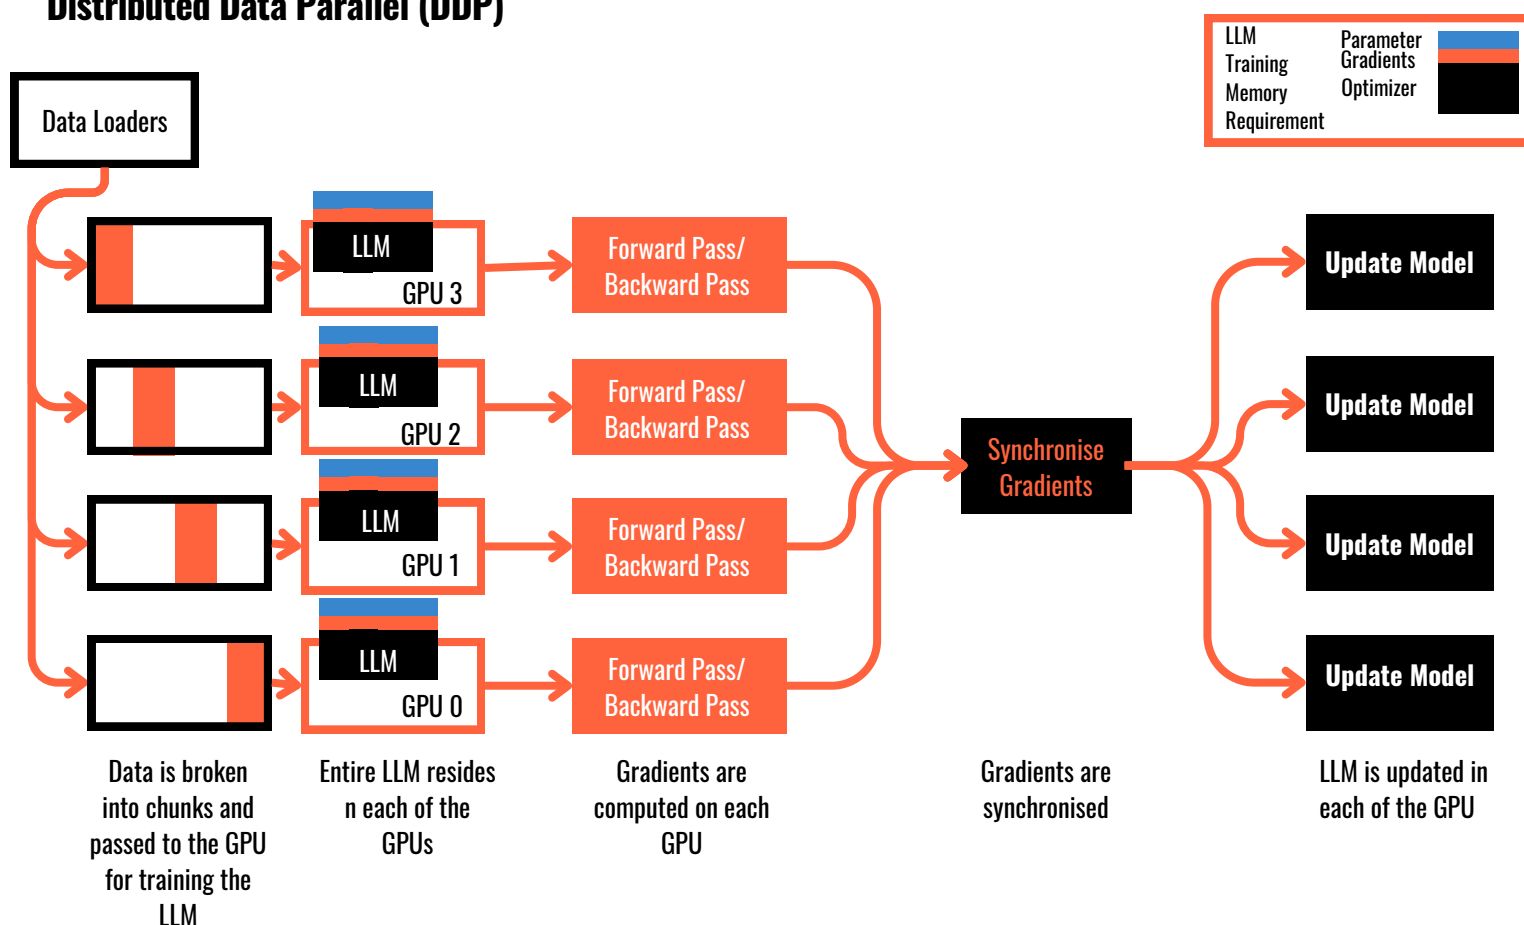 Distributed Data Parallel (DDP)
LLM
Training
Memory
Requirement
Parameter
Gradients
Optimizer
Data Loaders
LLM
GPU 3
Forward Pass/
Backward Pass
Update Model
LLM
GPU 2
Forward Pass/
Backward Pass
Update Model
Synchronise
Gradients
LLM
GPU 1
Forward Pass/
Backward Pass
Update Model
LLM
GPU 0
Forward Pass/
Backward Pass
Update Model
Data is broken
into chunks and
passed to the GPU
for training the
LLM
Entire LLM resides
n each of the
GPUs
Gradients are
computed on each
GPU
Gradients are
synchronised
LLM is updated in
each of the GPU